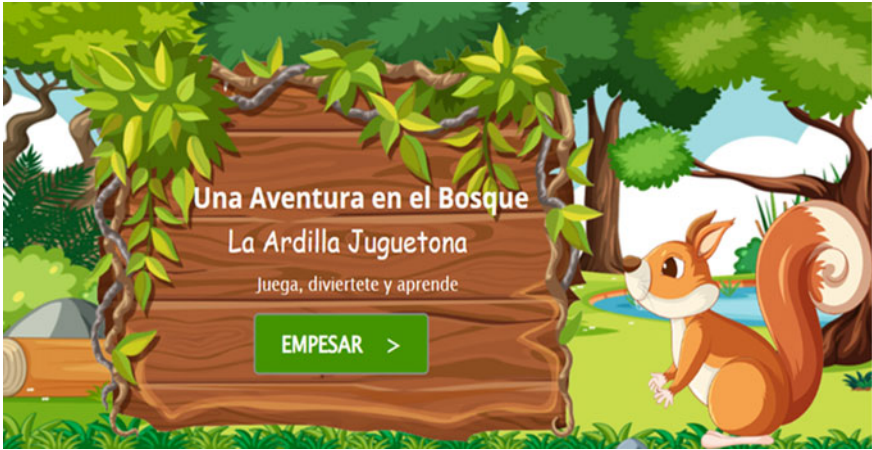 Una Aventura en el Bosque
La Ardilla Juguetona
Juega, diviertete y aprende
EMPESAR >